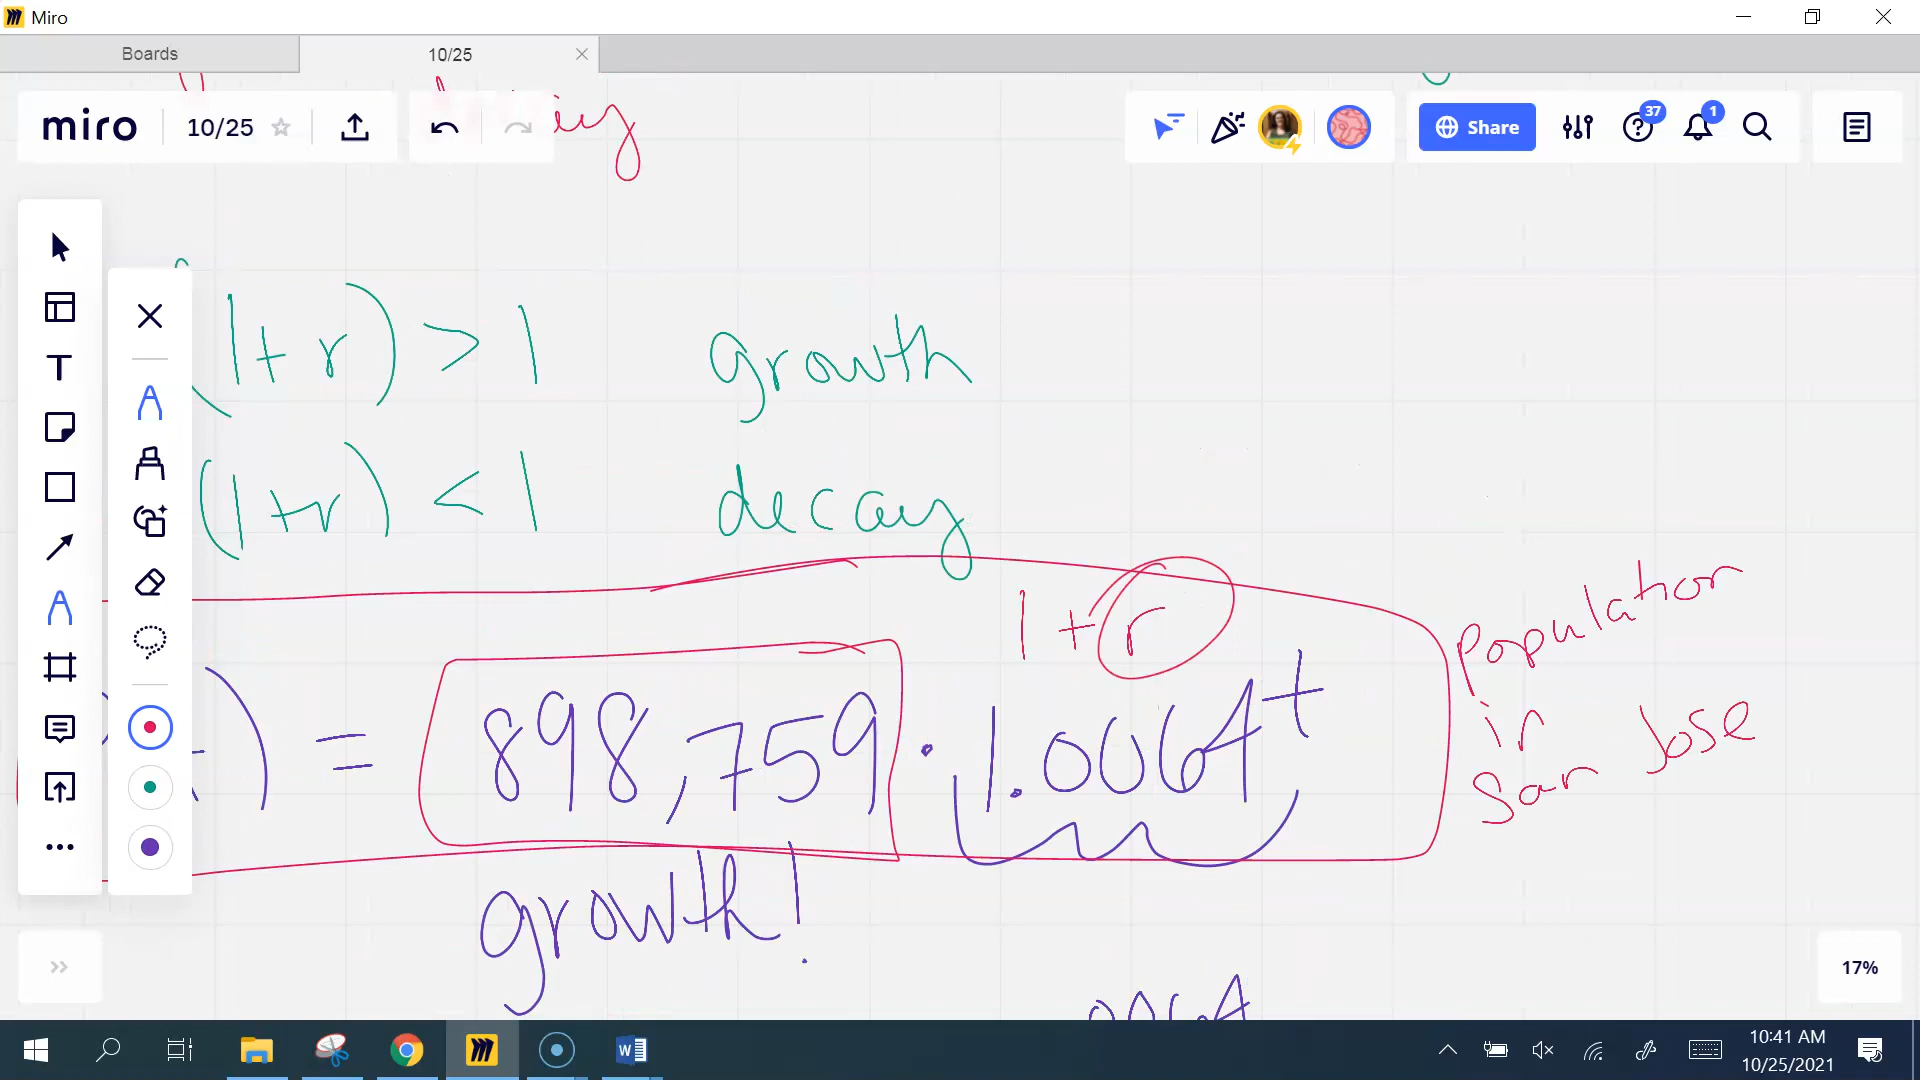 Miro
Boards
10/25
miro
10/25
Share
37
1
(1+r) > 1 growth
(1+r) < 1 decay
1+r
) = 898,759 · 1.0064^t
Population
in
San Jose
growth!
17%
10:41 AM
10/25/2021